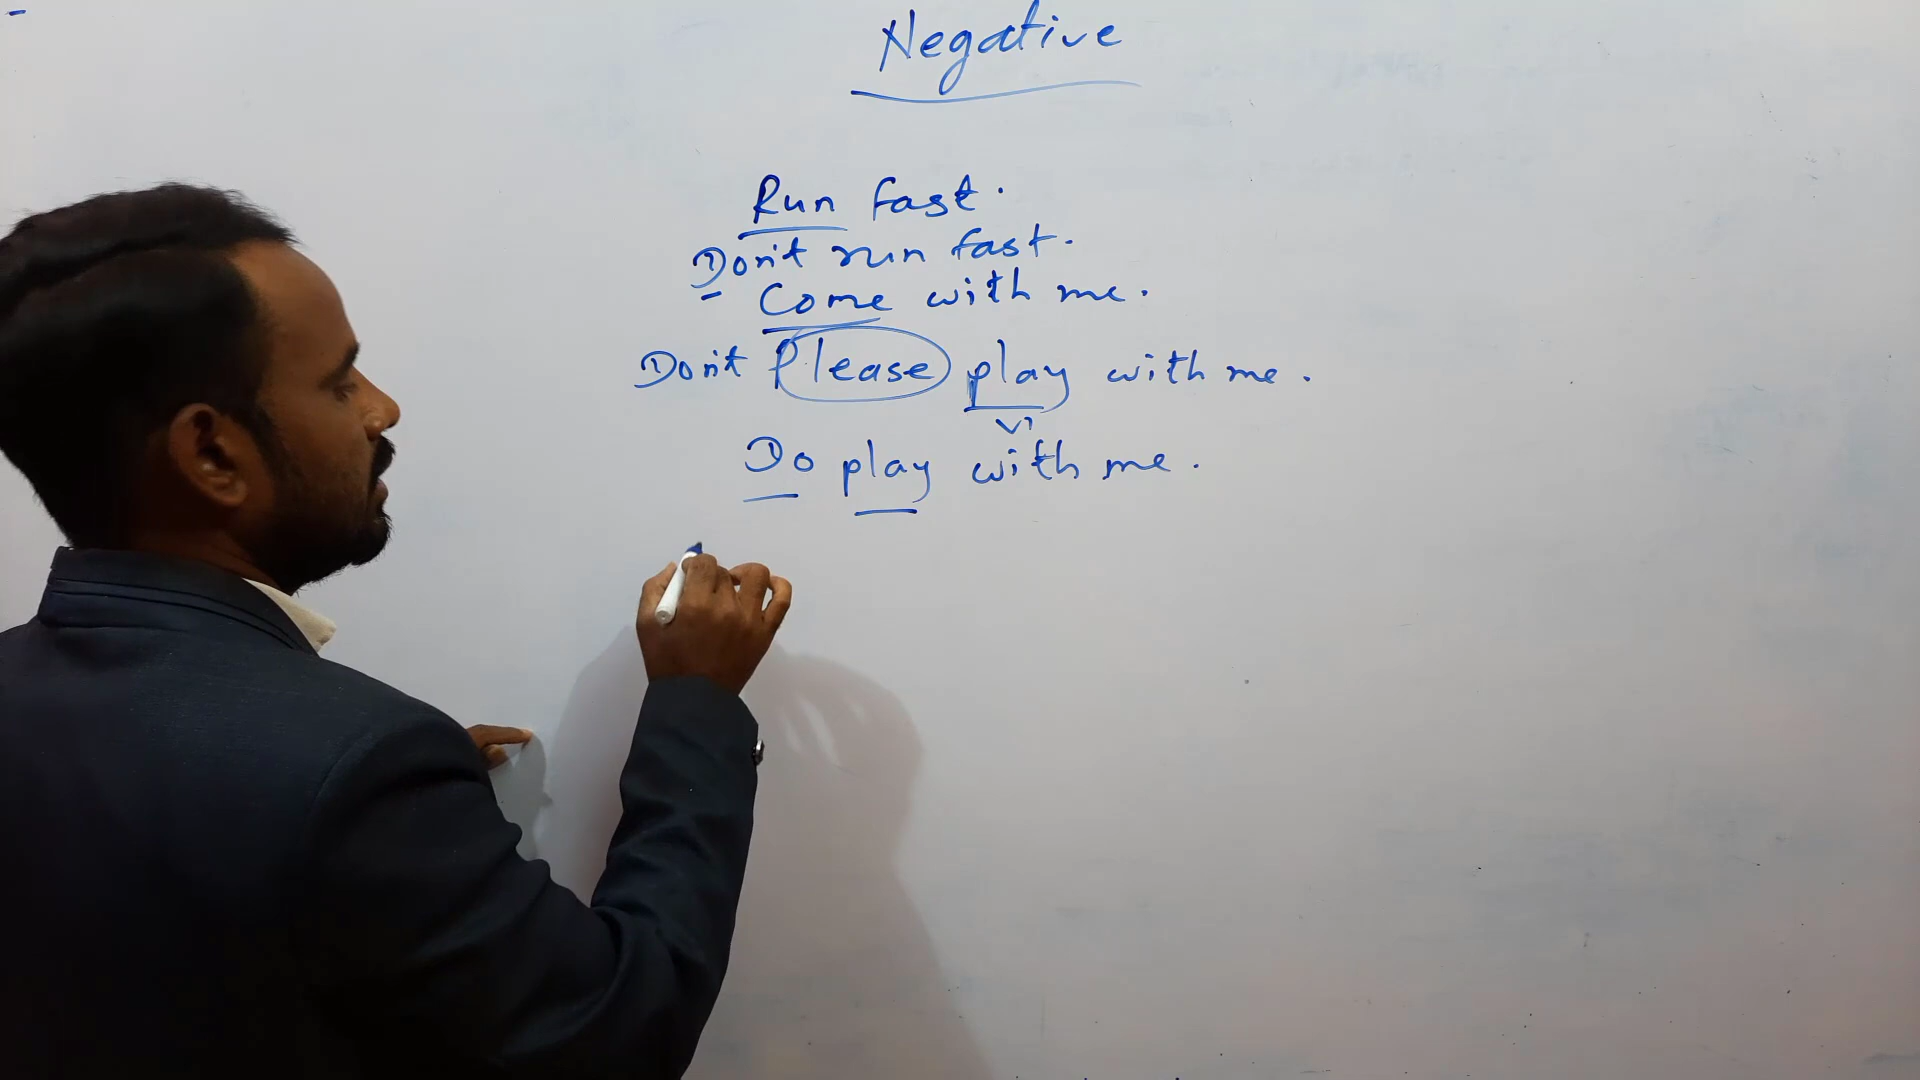 Negative
Run fast.
Don't run fast.
Come with me.
Don't Please play with me.
V1
Do play with me.